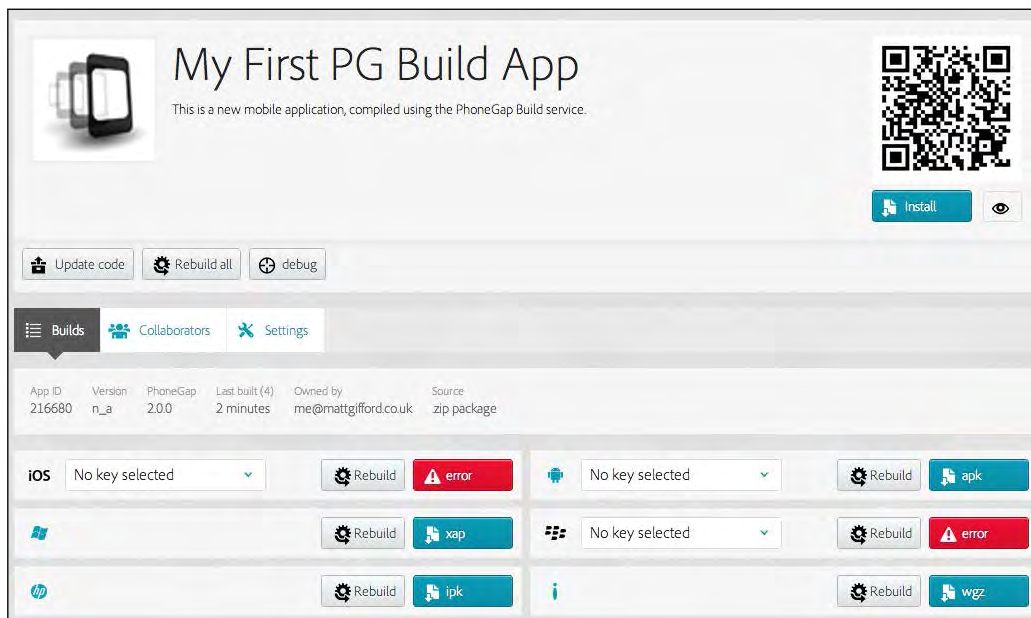 My First PG Build App
This is a new mobile application, compiled using the PhoneGap Build service.
Install
Update code Rebuild all debug
Builds Collaborators Settings
App ID Version PhoneGap Last built (4) Owned by Source
216680 n_a 2.0.0 2 minutes me@mattgifford.co.uk zip package
iOS No key selected Rebuild error No key selected Rebuild apk
Rebuild xap No key selected Rebuild error
hp Rebuild ipk Rebuild wgz